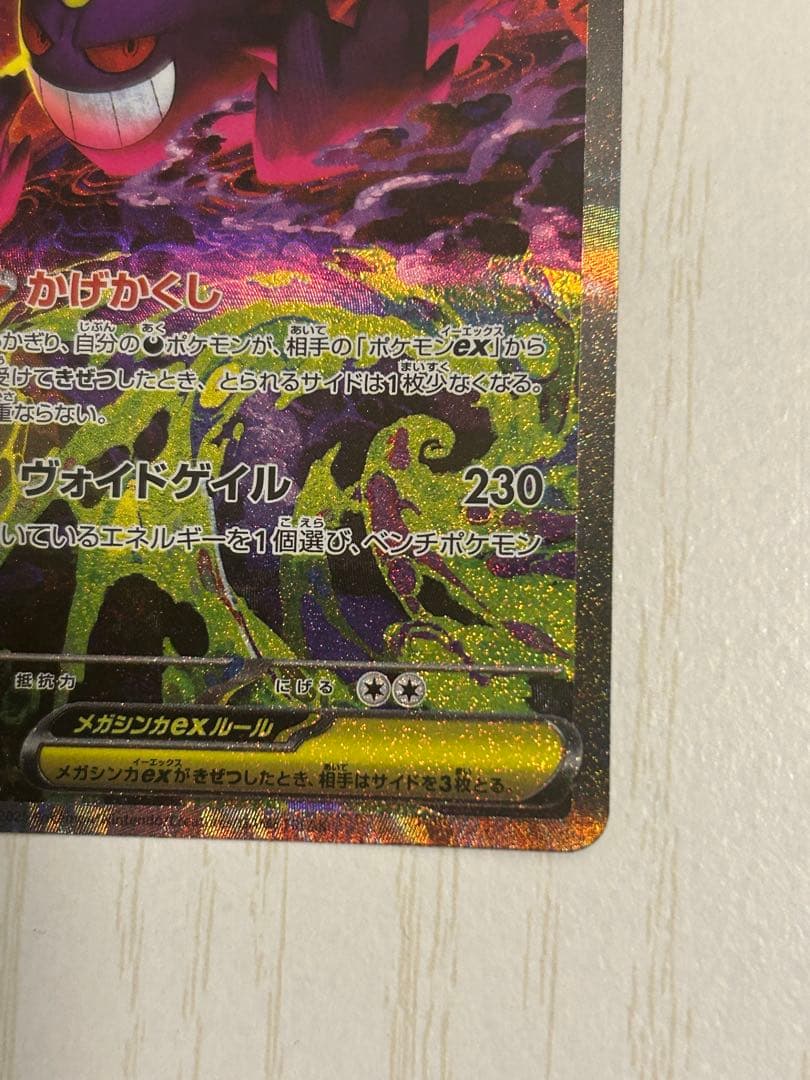 かげかくし
かぎり、自分のポケモンが、相手の「ポケモンex」から
受けてきぜつしたとき、とられるサイドは1枚少なくなる。
重ならない。
ヴォイドゲイル 230
いているエネルギーを1個選び、ベンチポケモン
抵抗力 にげる
メガシンカexルール
メガシンカexがきぜつしたとき、相手はサイドを3枚とる。